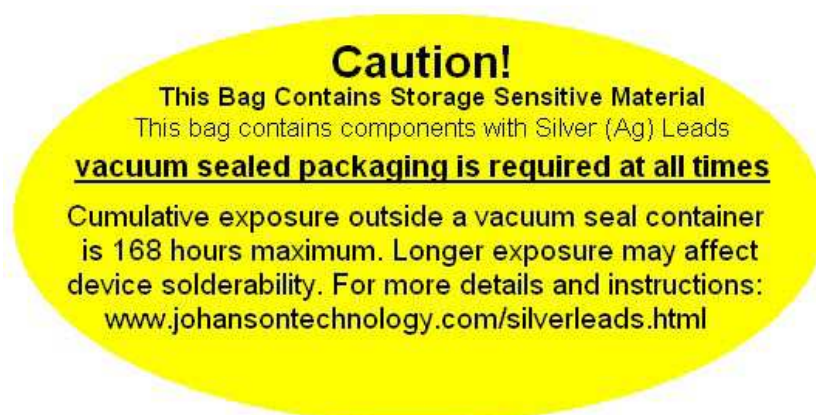 Caution!
This Bag Contains Storage Sensitive Material
This bag contains components with Silver (Ag) Leads
vacuum sealed packaging is required at all times
Cumulative exposure outside a vacuum seal container
is 168 hours maximum. Longer exposure may affect
device solderability. For more details and instructions:
www.johansontechnology.com/silverleads.html